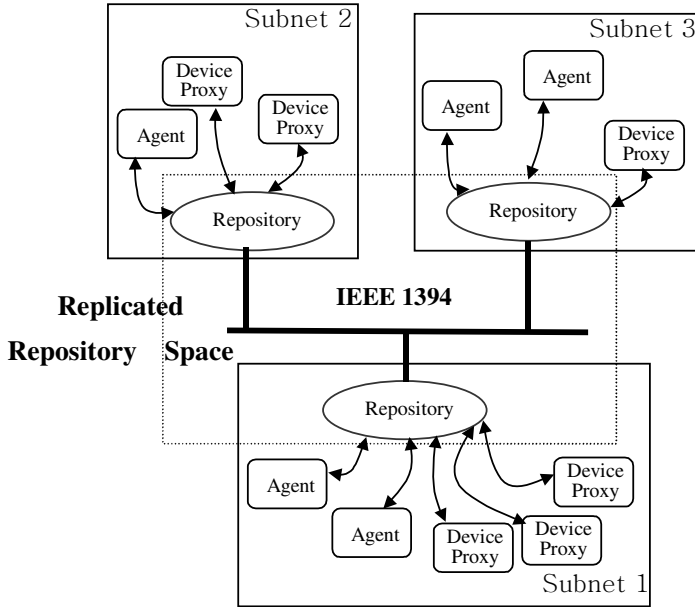 Subnet 2
Device
Proxy
Device
Proxy
Agent
Repository
Subnet 3
Agent
Agent
Device
Proxy
Repository
Replicated
Repository Space
IEEE 1394
Repository
Agent
Agent
Device
Proxy
Device
Proxy
Device
Proxy
Subnet 1